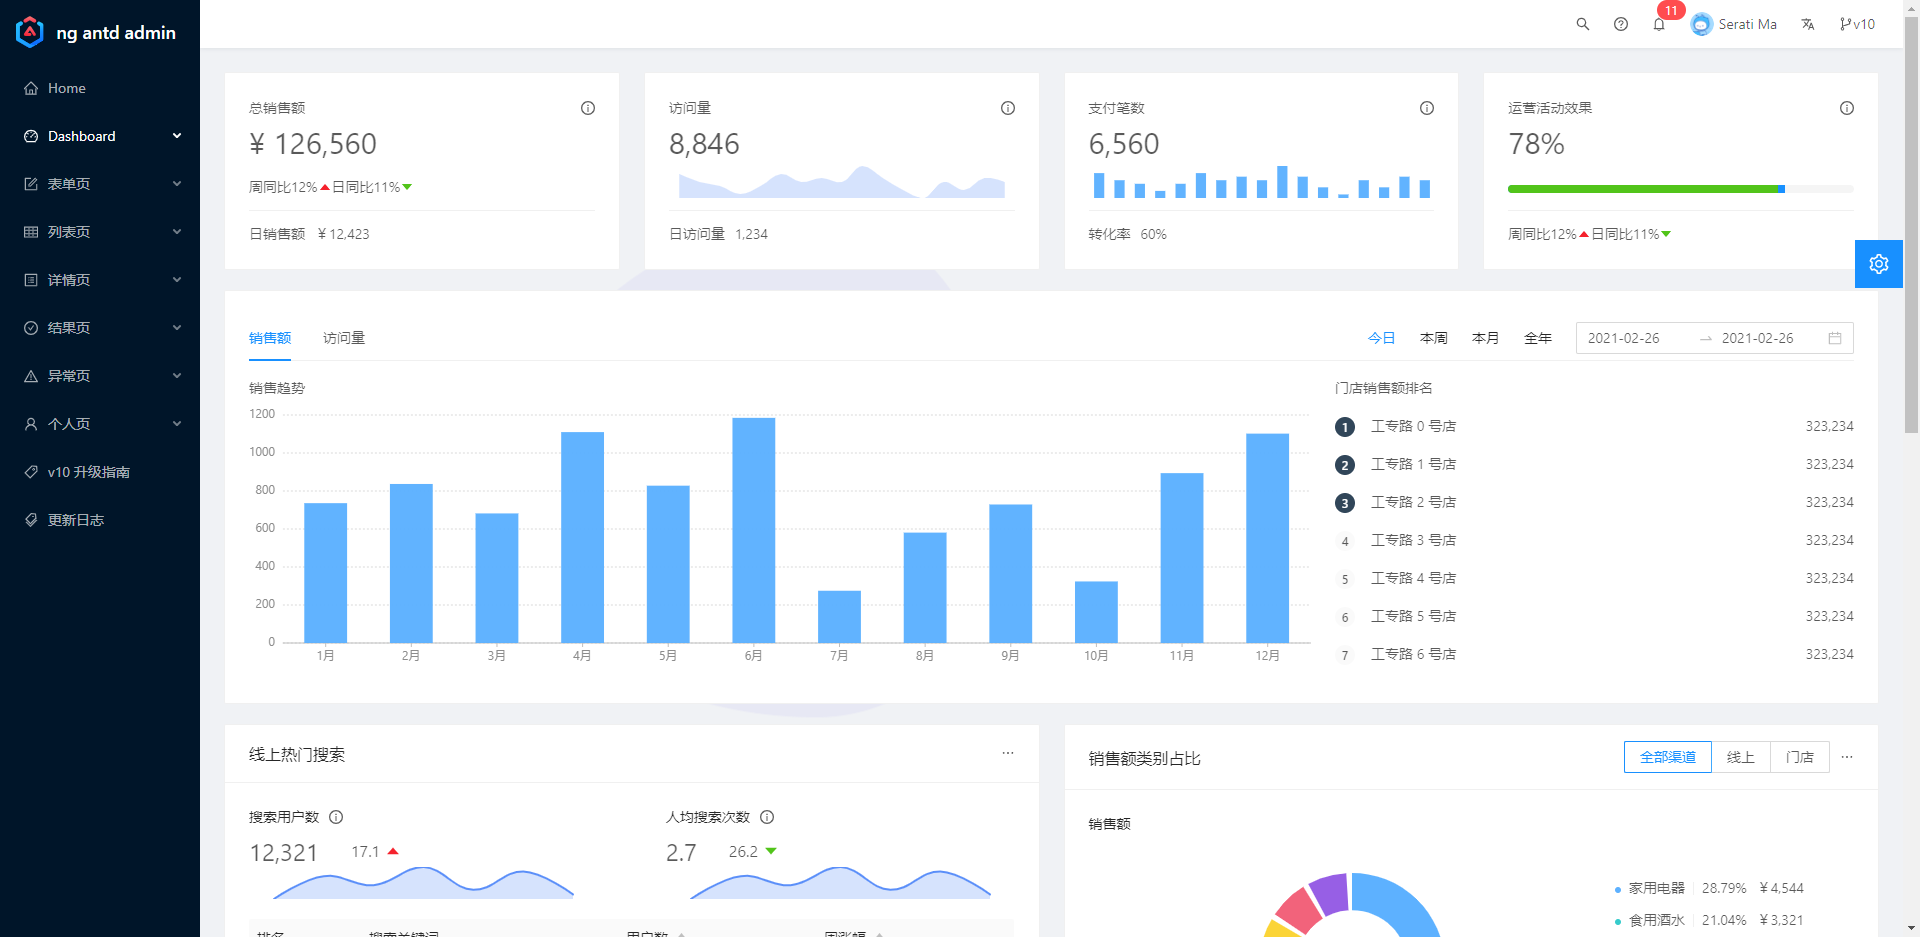 ng antd admin
Home
Dashboard
表单页
列表页
详情页
结果页
异常页
个人页
v10 升级指南
更新日志
11
Serati Ma
v10
总销售额
¥ 126,560
周同比12% 日同比11%
日销售额 ¥ 12,423
访问量
8,846
日访问量 1,234
支付笔数
6,560
转化率 60%
运营活动效果
78%
周同比12% 日同比11%
销售额 访问量
今日 本周 本月 全年 2021-02-26 2021-02-26
销售趋势
1200
1000
800
600
400
200
0
1月 2月 3月 4月 5月 6月 7月 8月 9月 10月 11月 12月
门店销售额排名
1 工专路 0 号店 323,234
2 工专路 1 号店 323,234
3 工专路 2 号店 323,234
4 工专路 3 号店 323,234
5 工专路 4 号店 323,234
6 工专路 5 号店 323,234
7 工专路 6 号店 323,234
线上热门搜索
搜索用户数
12,321 17.1
人均搜索次数
2.7 26.2
排名 搜索关键词 用户数 周涨幅
销售额类别占比
全部渠道 线上 门店
销售额
家用电器 28.79% ¥ 4,544
食用酒水 21.04% ¥ 3,321